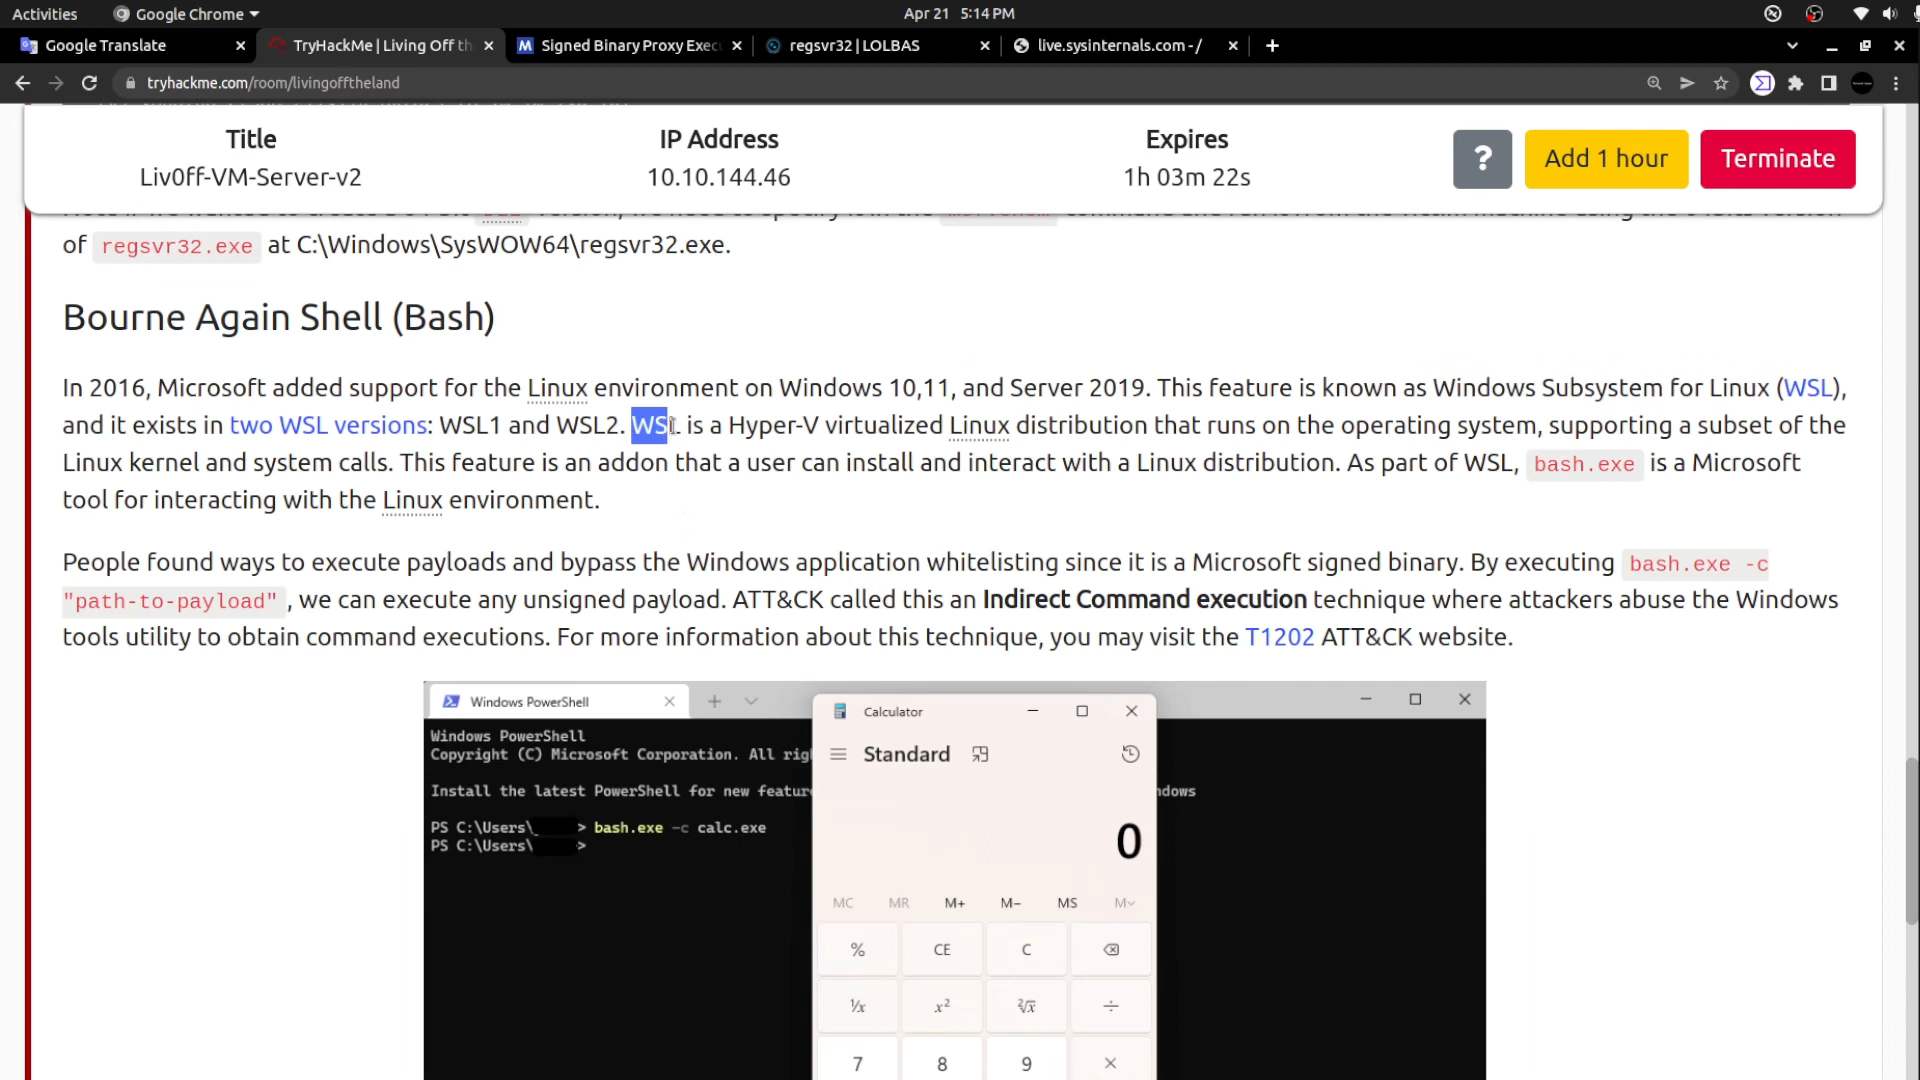 Activities Google Chrome Apr 21 5:14 PM
Google Translate TryHackMe | Living Off th Signed Binary Proxy Exec regsvr32 | LOLBAS live.sysinternals.com - /
tryhackme.com/room/livingofftheland
Title IP Address Expires
Liv0ff-VM-Server-v2 10.10.144.46 1h 03m 22s
? Add 1 hour Terminate
of regsvr32.exe at C:\Windows\SysWOW64\regsvr32.exe.
Bourne Again Shell (Bash)
In 2016, Microsoft added support for the Linux environment on Windows 10,11, and Server 2019. This feature is known as Windows Subsystem for Linux (WSL),
and it exists in two WSL versions: WSL1 and WSL2. WSL is a Hyper-V virtualized Linux distribution that runs on the operating system, supporting a subset of the
Linux kernel and system calls. This feature is an addon that a user can install and interact with a Linux distribution. As part of WSL, bash.exe is a Microsoft
tool for interacting with the Linux environment.
People found ways to execute payloads and bypass the Windows application whitelisting since it is a Microsoft signed binary. By executing bash.exe -c
"path-to-payload" , we can execute any unsigned payload. ATT&CK called this an Indirect Command execution technique where attackers abuse the Windows
tools utility to obtain command executions. For more information about this technique, you may visit the T1202 ATT&CK website.
Windows PowerShell
Windows PowerShell
Copyright (C) Microsoft Corporation. All rig
Install the latest PowerShell for new featur ndows
PS C:\Users\ > bash.exe -c calc.exe
PS C:\Users\ >
Calculator
Standard
0
MC MR M+ M− MS M
% CE C
⅟x x² ²√x ÷
7 8 9 ×